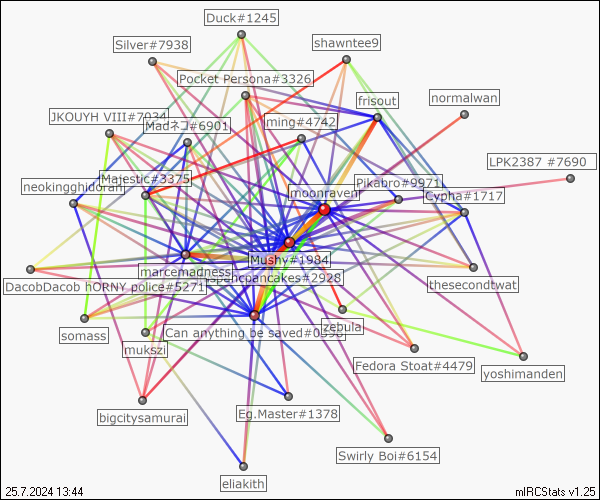 Duck#1245
Silver#7938
shawntee9
Pocket Persona#3326
frisout
normalwan
JKOUYH VIII#7034
Madネコ#6901
ming#4742
LPK2387 #7690
Majestic#3375
Pikabro#9971
neokingghidorah
moonraven
Cypha#1717
Mushy#1984
marcemadness
#2928
thesecondtwat
DacobDacob hORNY police#5271
Can anything be saved
zebula
somass
mukszi
Fedora Stoat#4479
yoshimanden
bigcitysamurai
Eg.Master#1378
Swirly Boi#6154
eliakith
25.7.2024 13:44
mIRCStats v1.25